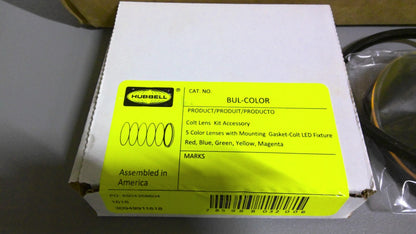 HUBBELL
CAT. NO.
BUL-COLOR
PRODUCT/PRODUIT/PRODUCTO
Colt Lens Kit Accessory
5 Color Lenses with Mounting Gasket-Colt LED Fixture
Red, Blue, Green, Yellow, Magenta
MARKS
Assembled in
America